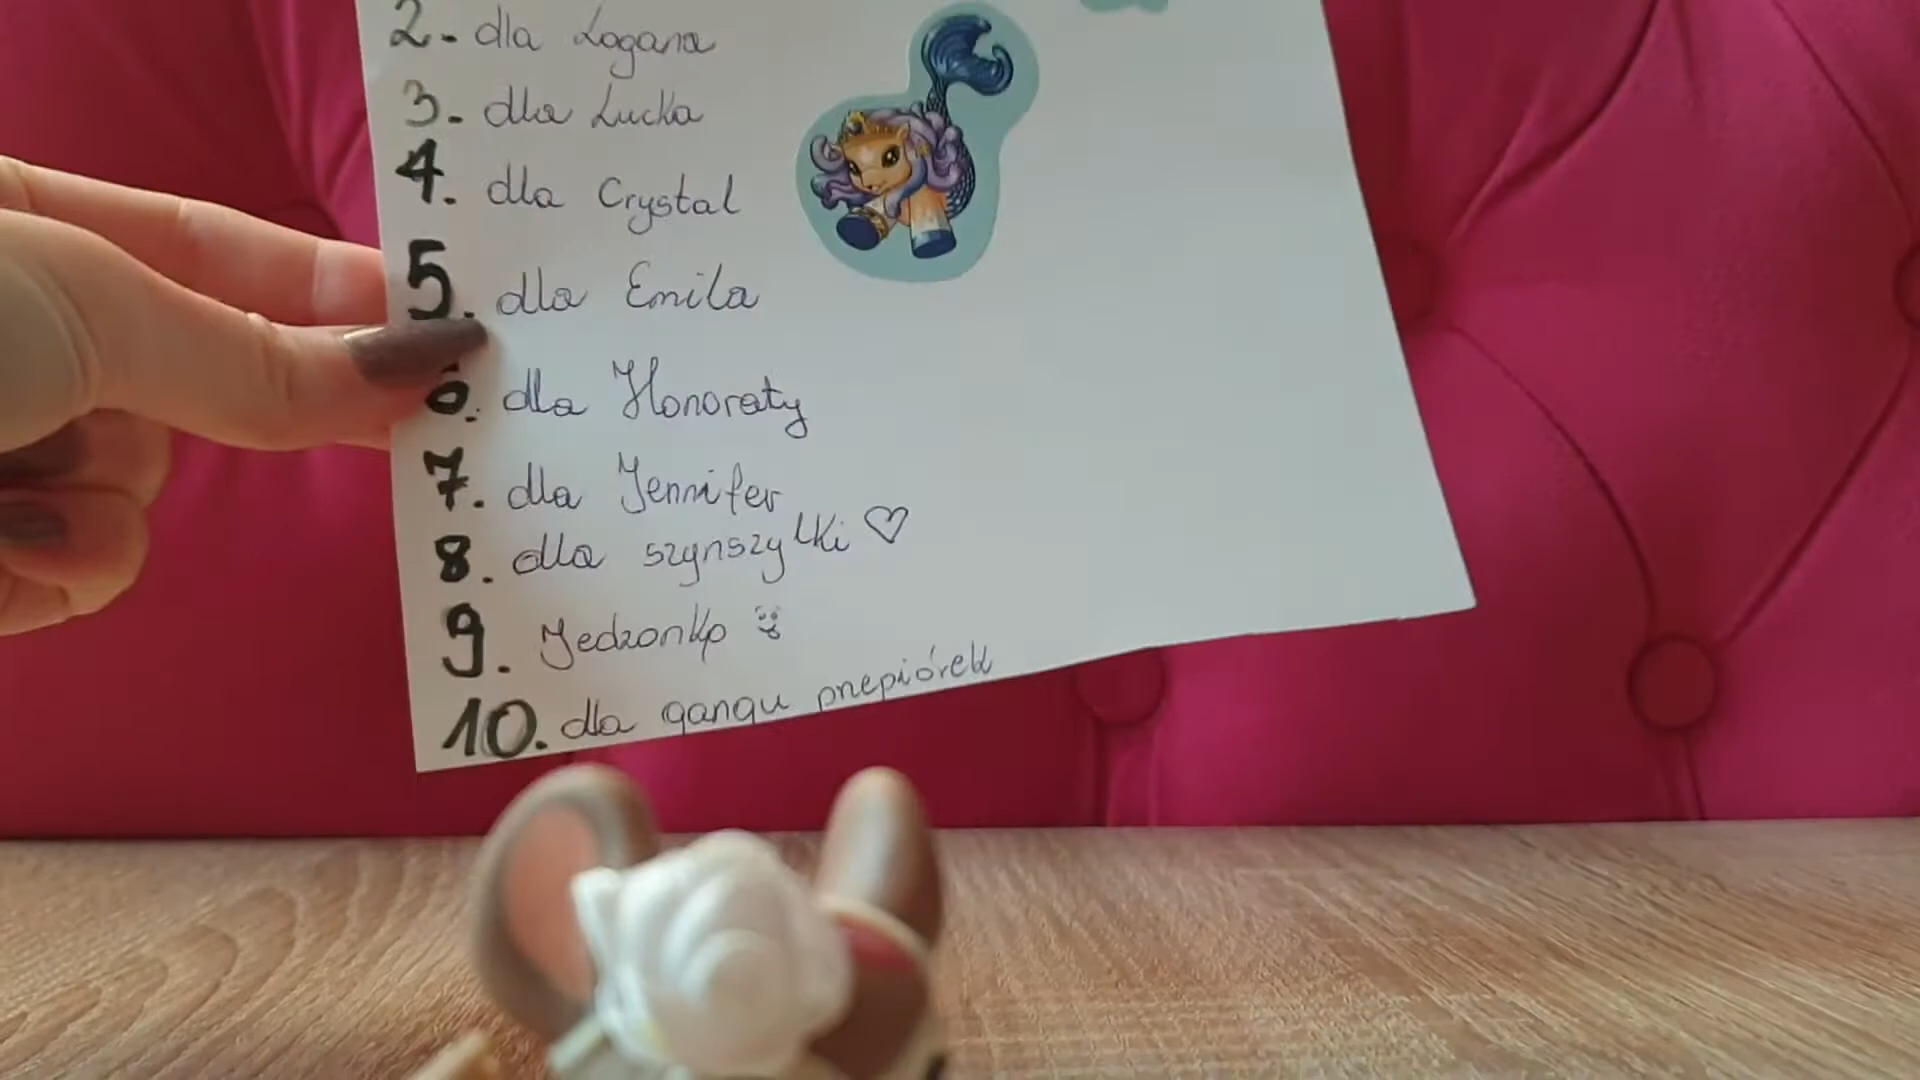 2. dla Logana
3. dla Lucka
4. dla Crystal
5. dla Emila
6. dla Honoraty
7. dla Jennifer
8. dla szynszylki ♡
9. Jedzonko
10. dla gangu przepiórek